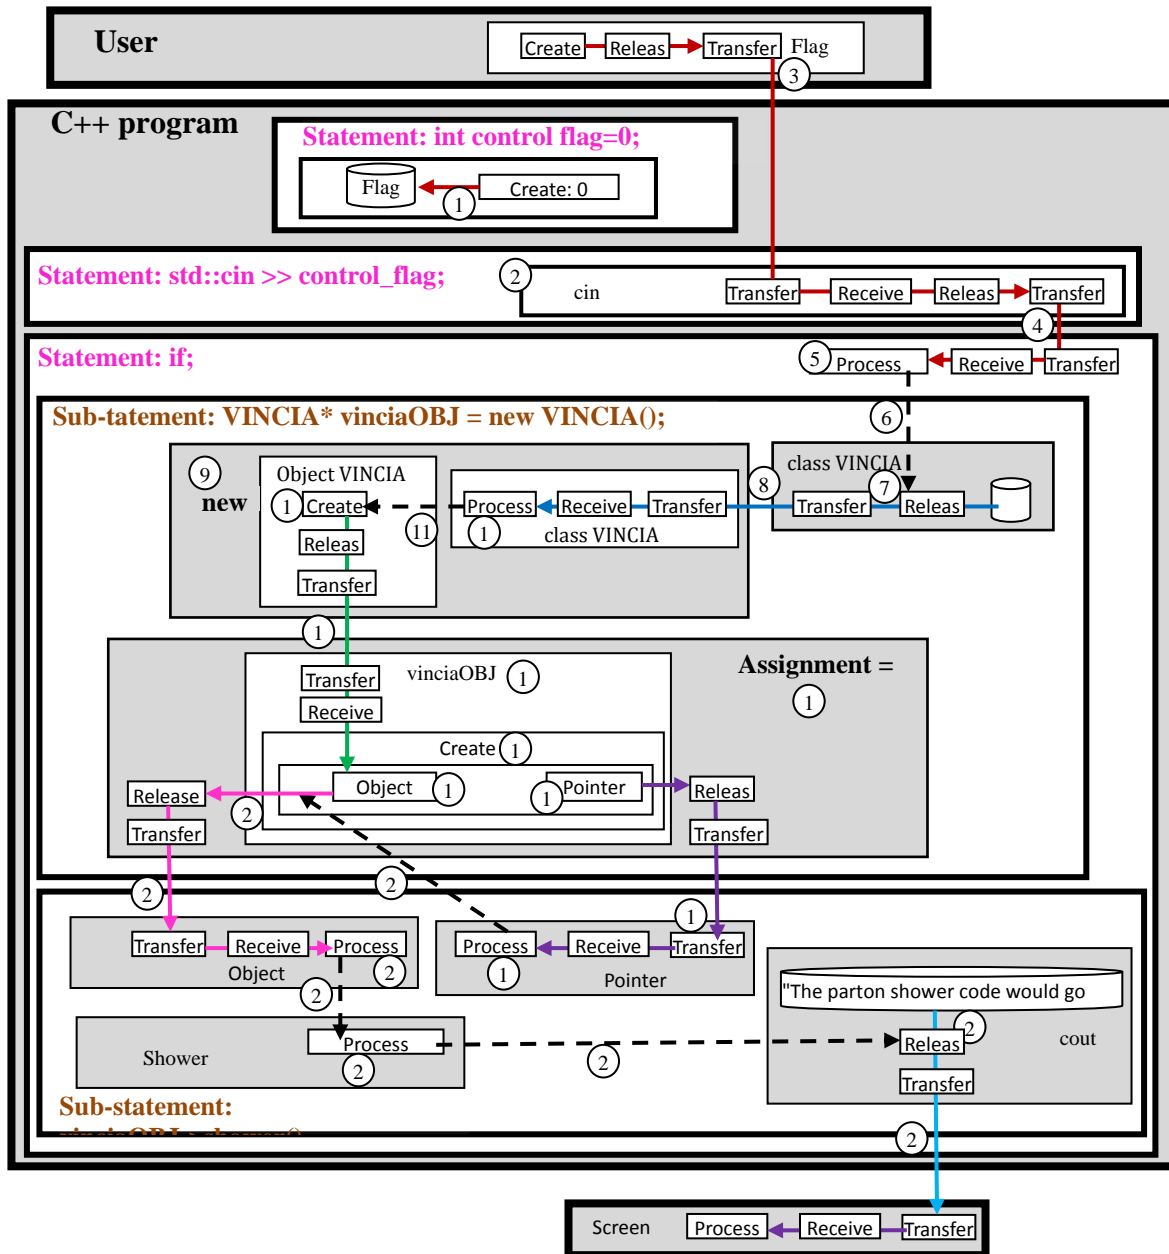 User
Create Releas Transfer Flag
3
C++ program
Statement: int control flag=0;
Flag Create: 0
1
Statement: std::cin >> control_flag;
2 cin Transfer Receive Releas Transfer
4
Statement: if;
5 Process Receive Transfer
Sub-tatement: VINCIA* vinciaOBJ = new VINCIA();
6
9 new
Object VINCIA
1 Create
Releas
Transfer
11
Process Receive Transfer
1 class VINCIA
8
class VINCIA
7
Transfer Releas
1
Assignment =
1
vinciaOBJ 1
Transfer
Receive
Create 1
Object 1
1 Pointer
Release
Transfer
2
Releas
Transfer
2
2
Transfer Receive Process
Object 2
1
Process Receive Transfer
1 Pointer
2
Shower
Process
2
2
"The parton shower code would go
2
Releas cout
Transfer
Sub-statement:
2
Screen Process Receive Transfer